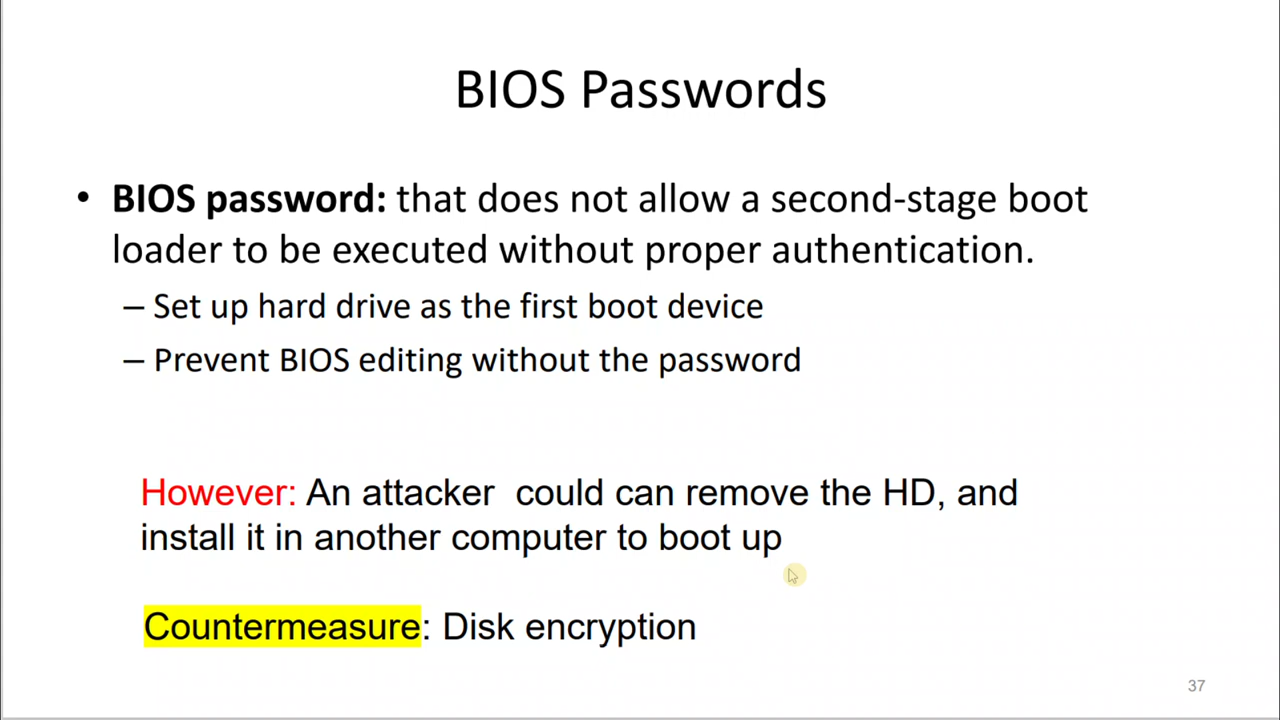 BIOS Passwords
• BIOS password: that does not allow a second-stage boot
loader to be executed without proper authentication.
– Set up hard drive as the first boot device
– Prevent BIOS editing without the password
However: An attacker  could can remove the HD, and
install it in another computer to boot up
Countermeasure: Disk encryption
37